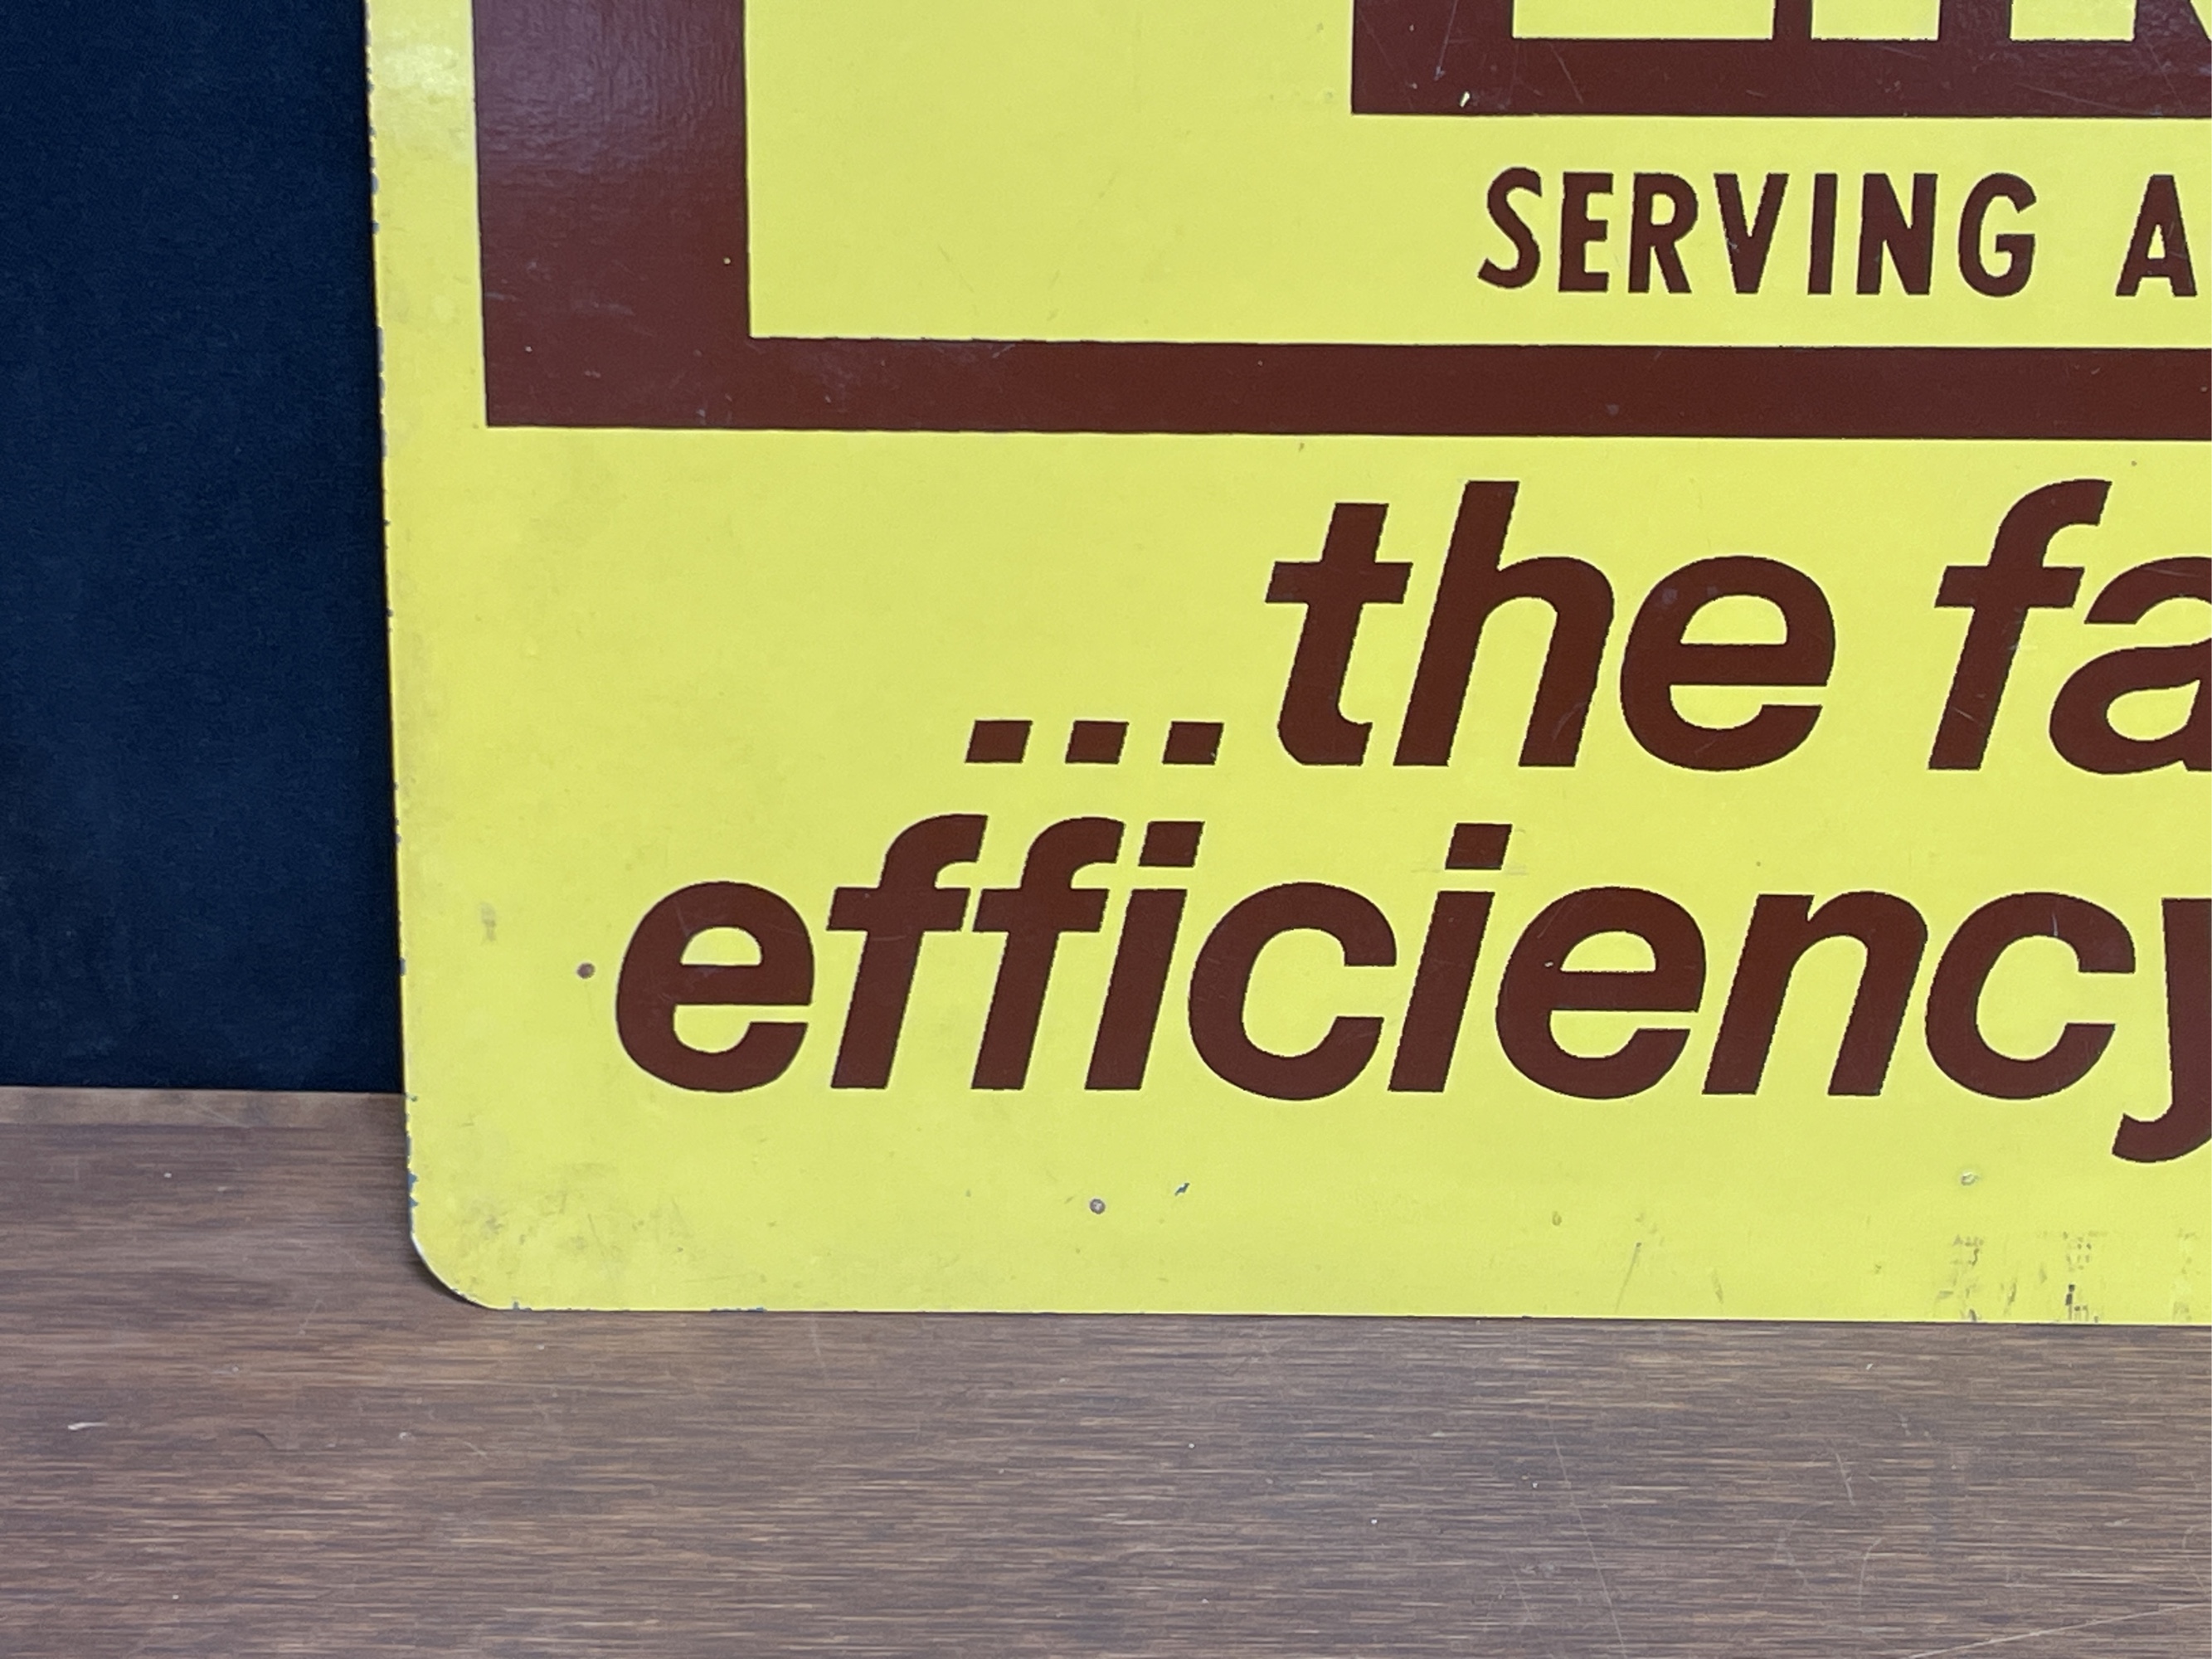 SERVING A
...the fa
efficiency